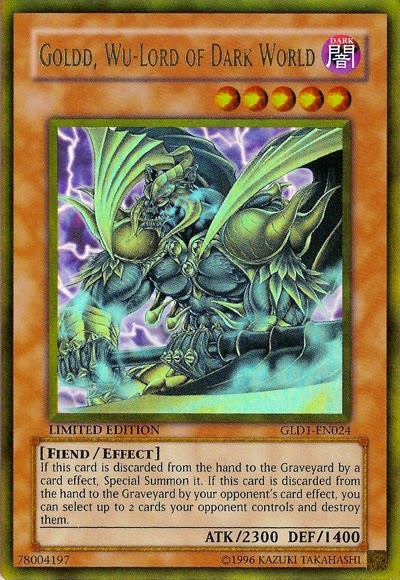 Goldd, Wu-Lord of Dark World
DARK
闇
LIMITED EDITION GLD1-EN024
[FIEND / EFFECT]
If this card is discarded from the hand to the Graveyard by a
card effect, Special Summon it. If this card is discarded from
the hand to the Graveyard by your opponent's card effect, you
can select up to 2 cards your opponent controls and destroy
them.
ATK/2300 DEF/1400
78004197 ©1996 KAZUKI TAKAHASHI